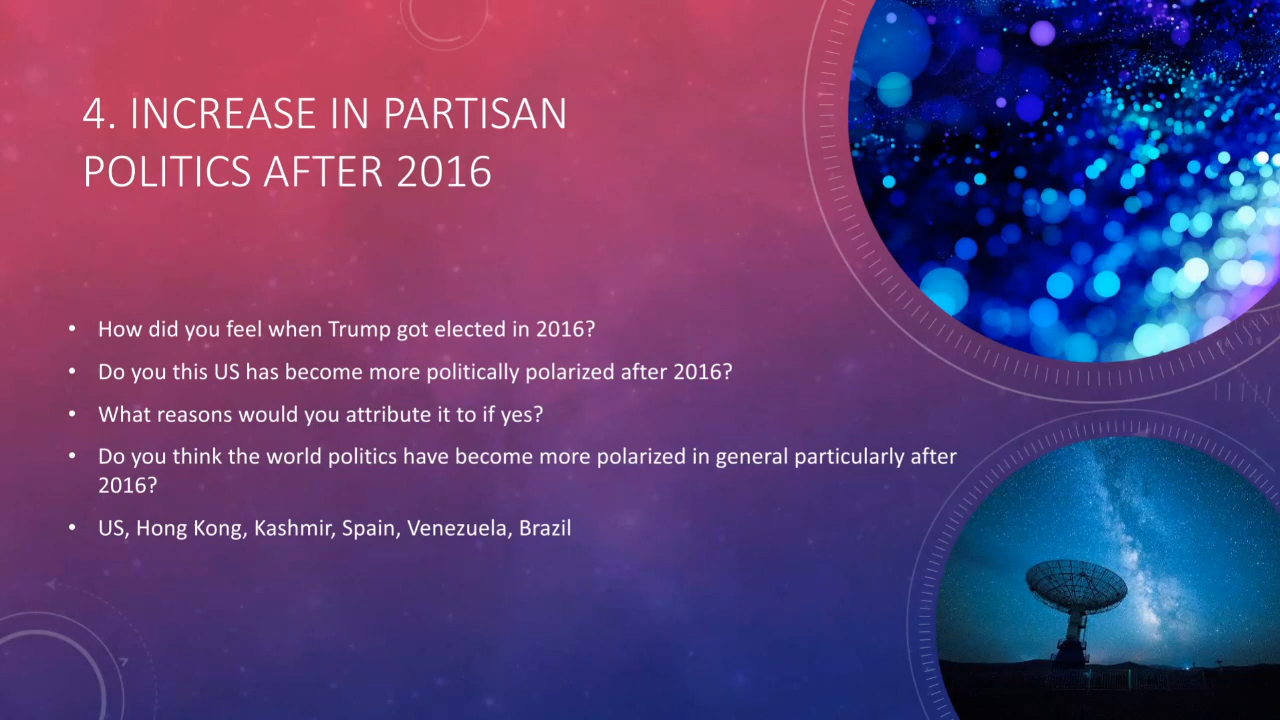 4. INCREASE IN PARTISAN
POLITICS AFTER 2016
• How did you feel when Trump got elected in 2016?
• Do you this US has become more politically polarized after 2016?
• What reasons would you attribute it to if yes?
• Do you think the world politics have become more polarized in general particularly after
2016?
• US, Hong Kong, Kashmir, Spain, Venezuela, Brazil